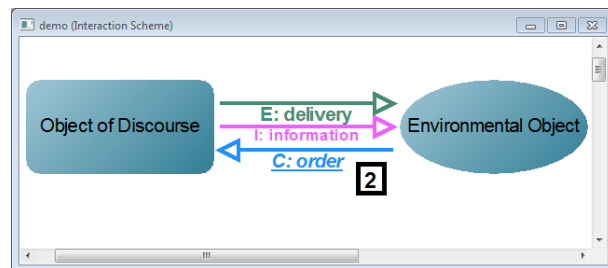 demo (Interaction Scheme)
Object of Discourse
E: delivery
I: information
C: order
Environmental Object
2